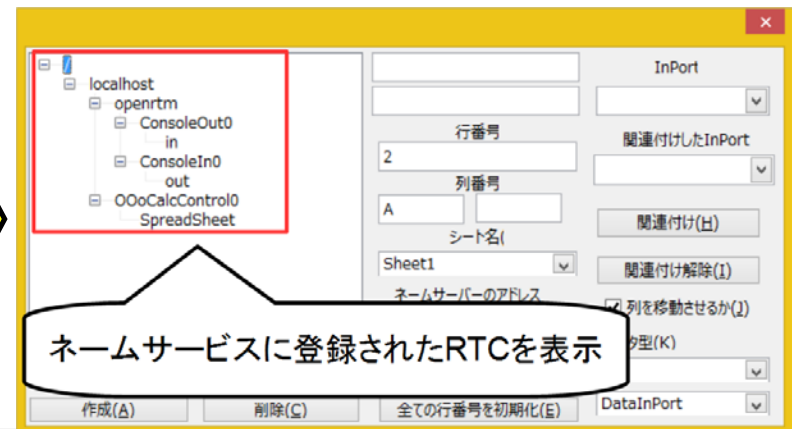 /
localhost
openrtm
ConsoleOut0
in
ConsoleIn0
out
OOoCalcControl0
SpreadSheet
行番号
2
列番号
A
シート名(
Sheet1
ネームサーバーのアドレス
InPort
関連付けしたInPort
関連付け(H)
関連付け解除(I)
列を移動させるか(J)
タ型(K)
DataInPort
ネームサービスに登録されたRTCを表示
作成(A)
削除(C)
全ての行番号を初期化(E)